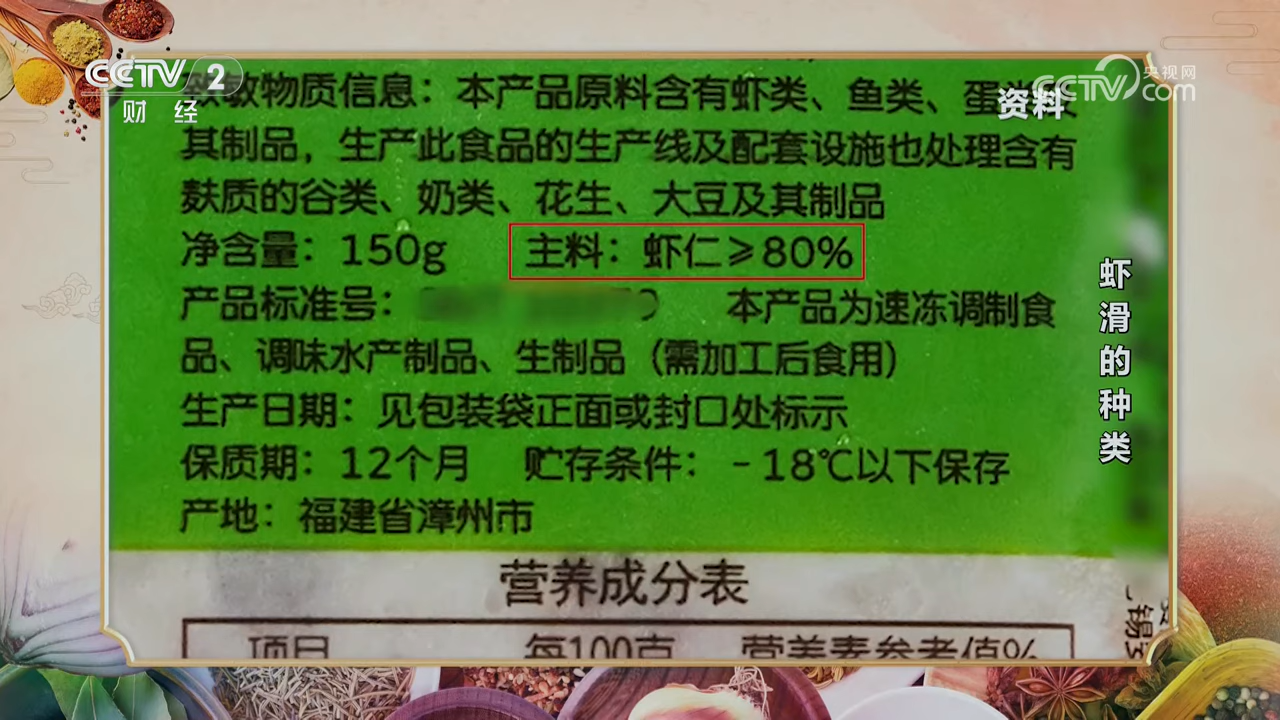 CCTV 2
财经
央视网
CCTV.com
资料
致敏物质信息：本产品原料含有虾类、鱼类、蛋类及
其制品，生产此食品的生产线及配套设施也处理含有
麸质的谷类、奶类、花生、大豆及其制品
净含量：150g 主料：虾仁≥80%
产品标准号： 本产品为速冻调制食
品、调味水产制品、生制品（需加工后食用）
生产日期：见包装袋正面或封口处标示
保质期：12个月 贮存条件：-18℃以下保存
产地：福建省漳州市
营养成分表
项目 每100克 营养素参考值%
虾滑的种类